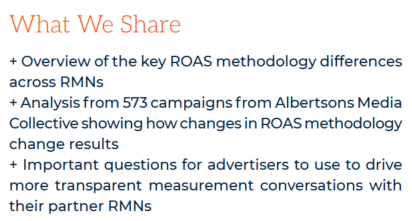 What We Share
+ Overview of the key ROAS methodology differences
across RMNs
+ Analysis from 573 campaigns from Albertsons Media
Collective showing how changes in ROAS methodology
change results
+ Important questions for advertisers to use to drive
more transparent measurement conversations with
their partner RMNs